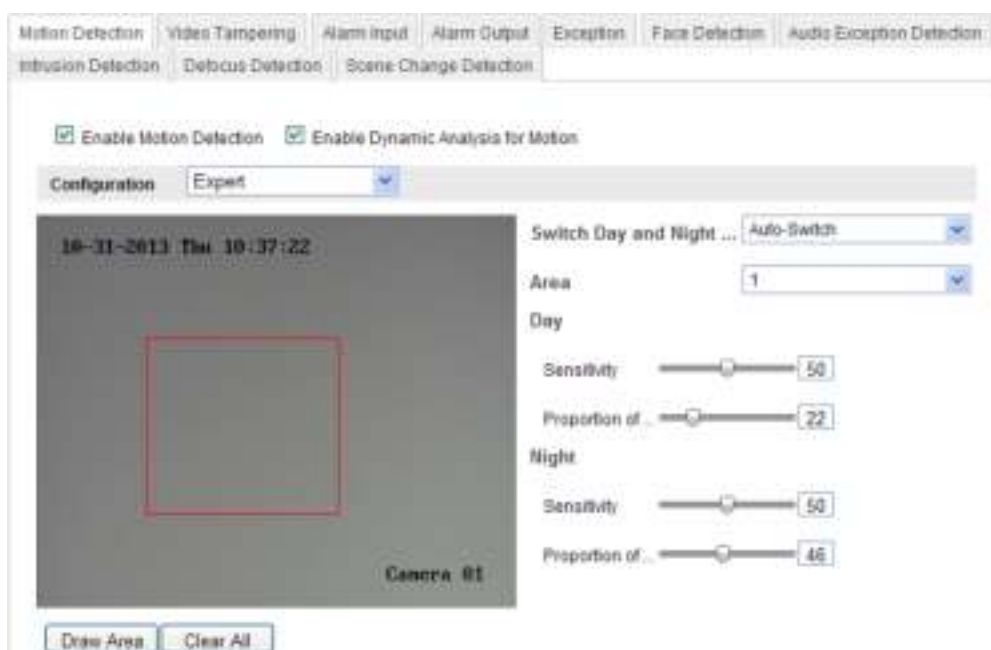 Motion Detection Video Tampering Alarm Input Alarm Output Exception Face Detection Audio Exception Detection
Intrusion Detection Defocus Detection Scene Change Detection
Enable Motion Detection Enable Dynamic Analysis for Motion
Configuration Expert
10-31-2013 Thu 10:37:22
Camera 01
Switch Day and Night ... Auto-Switch
Area 1
Day
Sensitivity 50
Proportion of ... 22
Night
Sensitivity 50
Proportion of ... 46
Draw Area Clear All